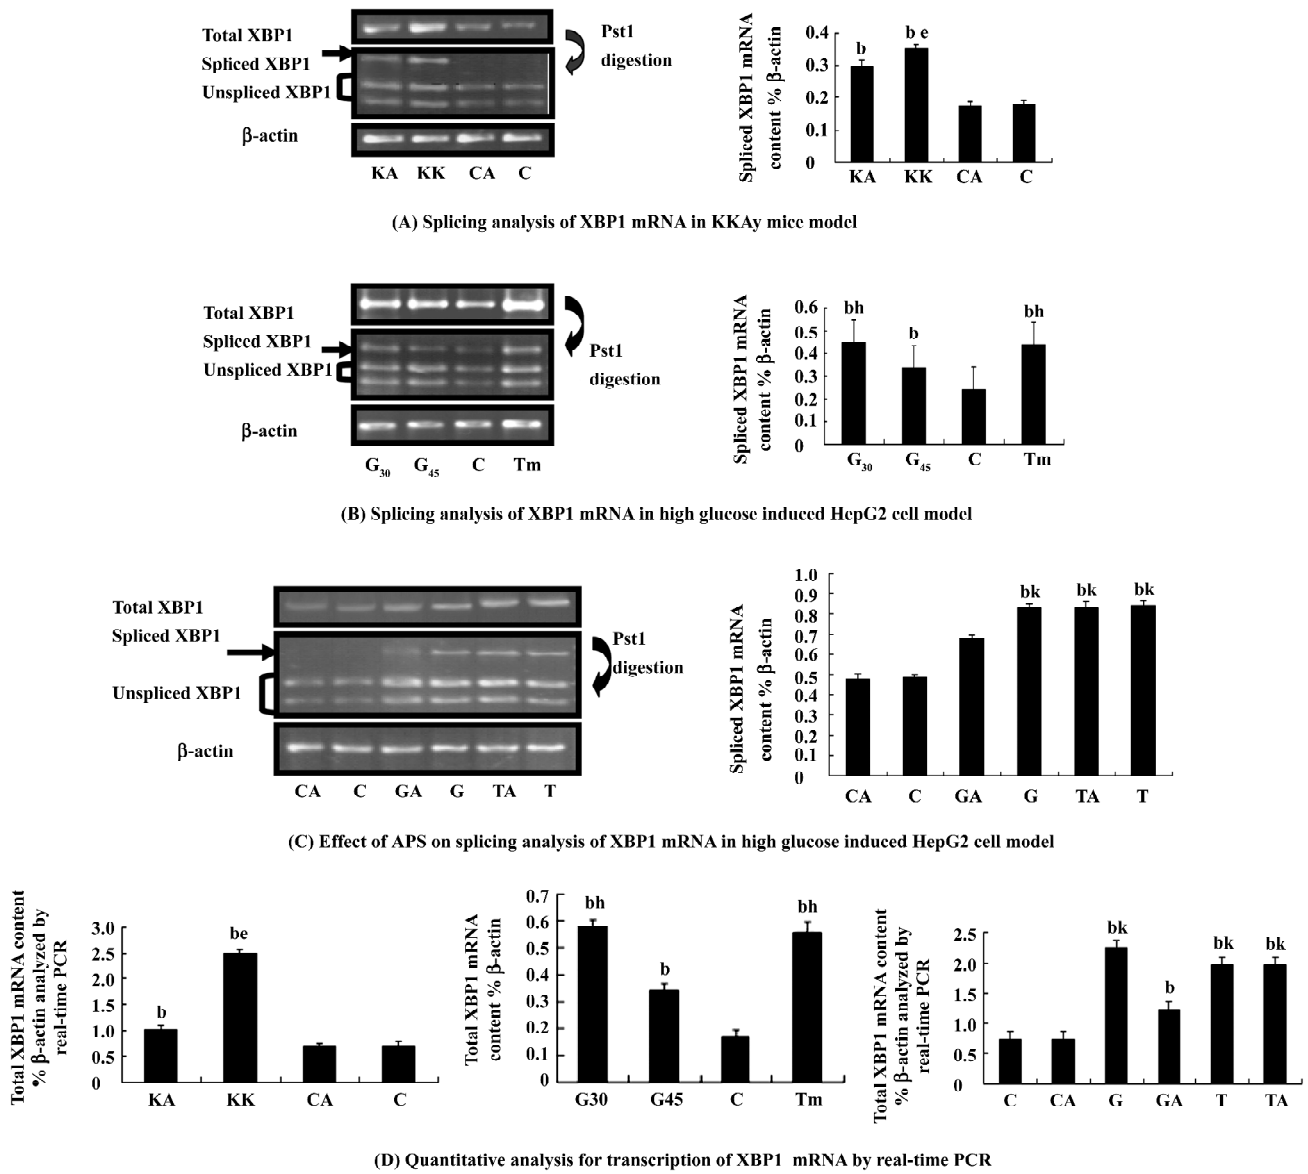 Total XBP1
Spliced XBP1
Unspliced XBP1
β-actin
KA KK CA C
Pst1
digestion
Spliced XBP1 mRNA
content % β-actin
0.4
0.3
0.2
0.1
0
b
b e
KA KK CA C
(A) Splicing analysis of XBP1 mRNA in KKAy mice model
Total XBP1
Spliced XBP1
Unspliced XBP1
β-actin
G30 G45 C Tm
Pst1
digestion
Spliced XBP1 mRNA
content % β-actin
0.6
0.5
0.4
0.3
0.2
0.1
0
bh
b
bh
G30 G45 C Tm
(B) Splicing analysis of XBP1 mRNA in high glucose induced HepG2 cell model
Total XBP1
Spliced XBP1
Unspliced XBP1
β-actin
CA C GA G TA T
Pst1
digestion
Spliced XBP1 mRNA
content % β-actin
1.0
0.9
0.8
0.7
0.6
0.5
0.4
0.3
0.2
0.1
0
bk
bk
bk
CA C GA G TA T
(C) Effect of APS on splicing analysis of XBP1 mRNA in high glucose induced HepG2 cell model
Total XBP1 mRNA content
% β-actin analyzed by
real-time PCR
3.0
2.5
2.0
1.5
1.0
0.5
0
b
be
KA KK CA C
Total XBP1 mRNA
content % β-actin
0.7
0.6
0.5
0.4
0.3
0.2
0.1
0
bh
b
bh
G30 G45 C Tm
Total XBP1 mRNA content
% β-actin analyzed by
real-time PCR
2.5
2.0
1.5
1.0
0.5
0
bk
b
bk
bk
C CA G GA T TA
(D) Quantitative analysis for transcription of XBP1 mRNA by real-time PCR